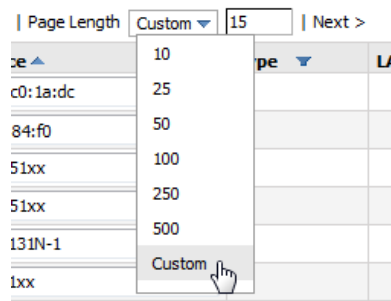 | Page Length Custom 15 | Next >
ce ype LA
10
c0:1a:dc 25
84:f0 50
51xx 100
51xx 250
500
131N-1
Custom
1xx